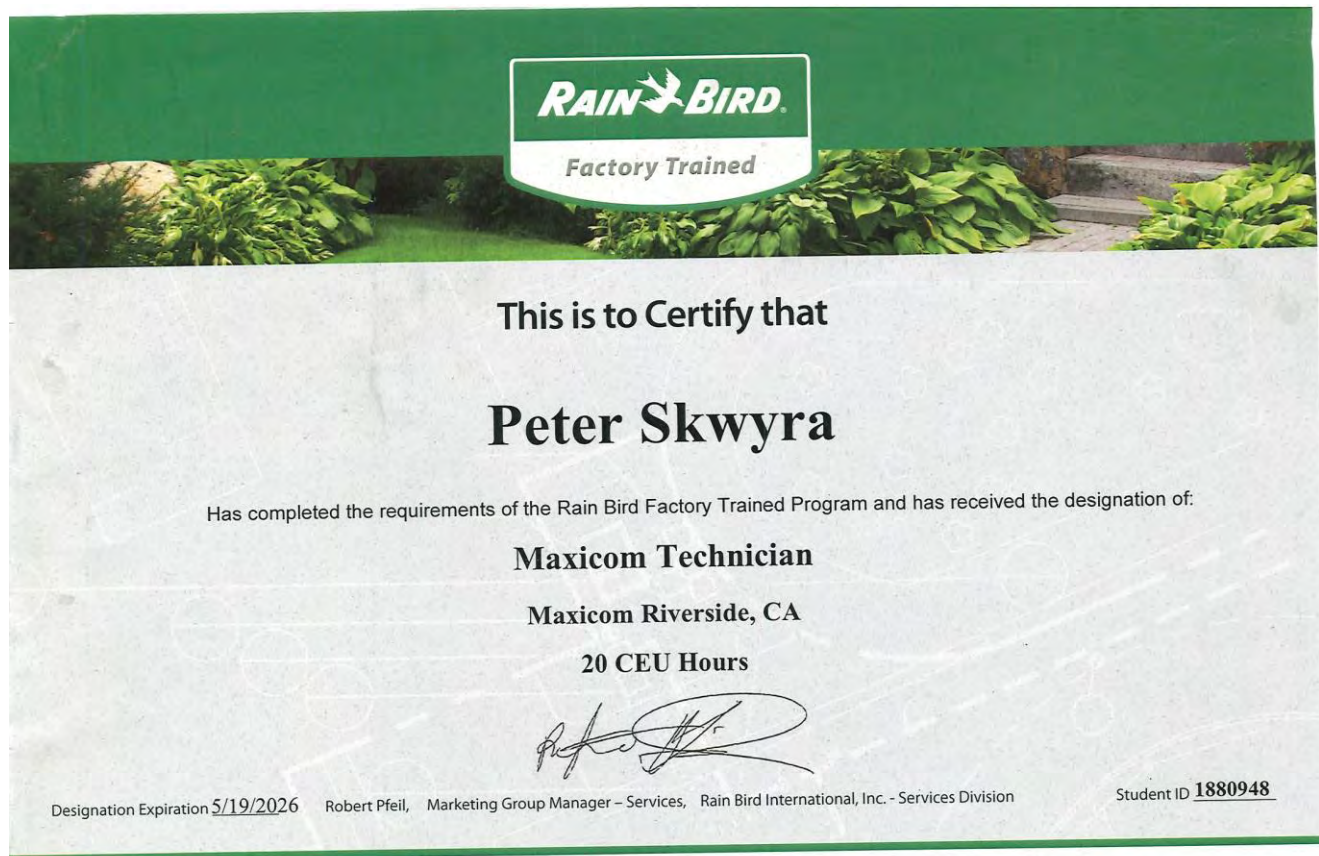 RAIN BIRD®
Factory Trained
This is to Certify that
Peter Skwyra
Has completed the requirements of the Rain Bird Factory Trained Program and has received the designation of:
Maxicom Technician
Maxicom Riverside, CA
20 CEU Hours
Designation Expiration 5/19/2026 Robert Pfeil, Marketing Group Manager – Services, Rain Bird International, Inc. - Services Division Student ID 1880948